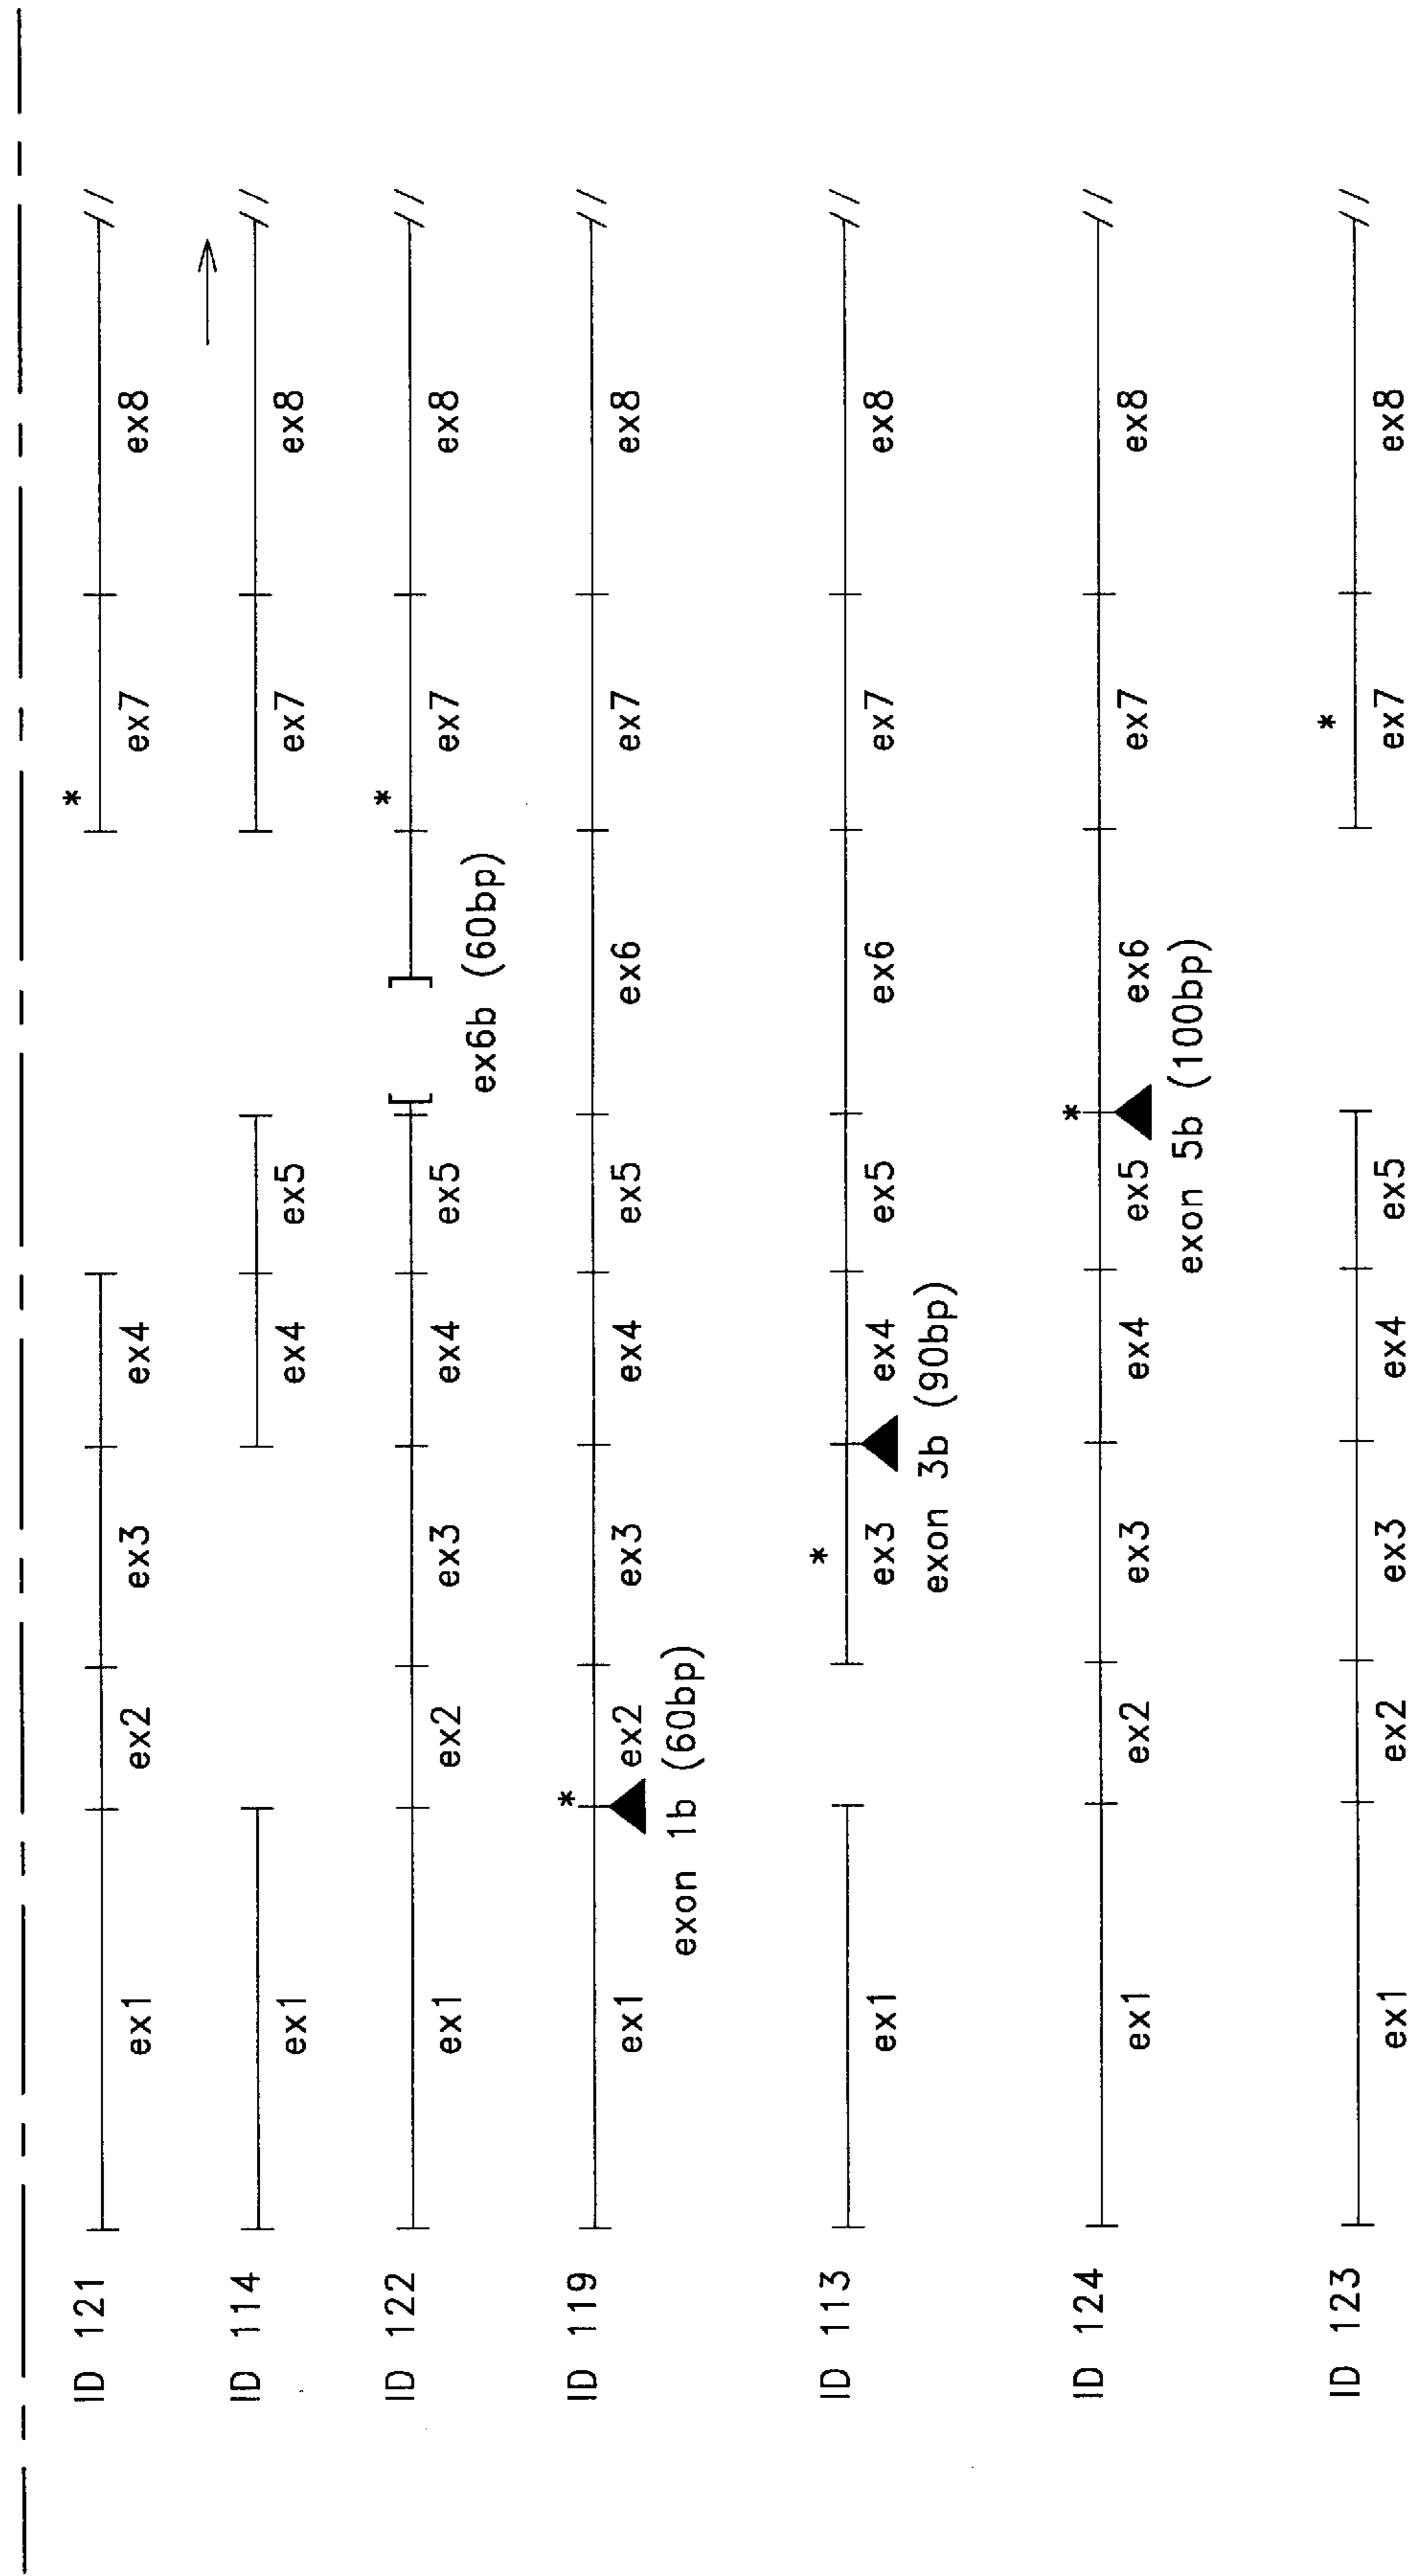 ID 121 ex1 ex2 ex3 ex4 * ex7 ex8 //
ID 114 ex1 ex4 ex5 ex7 ex8 //
ID 122 ex1 ex2 ex3 ex4 ex5 [ ] * ex7 ex8 //
ex6b (60bp)
ID 119 ex1 * ex2 ex3 ex4 ex5 ex6 ex7 ex8 //
exon 1b (60bp)
ID 113 ex1 * ex3 ex4 ex5 ex6 ex7 ex8 //
exon 3b (90bp)
ID 124 ex1 ex2 ex3 ex4 ex5 * ex6 ex7 ex8 //
exon 5b (100bp)
ID 123 ex1 ex2 ex3 ex4 ex5 * ex7 ex8 //